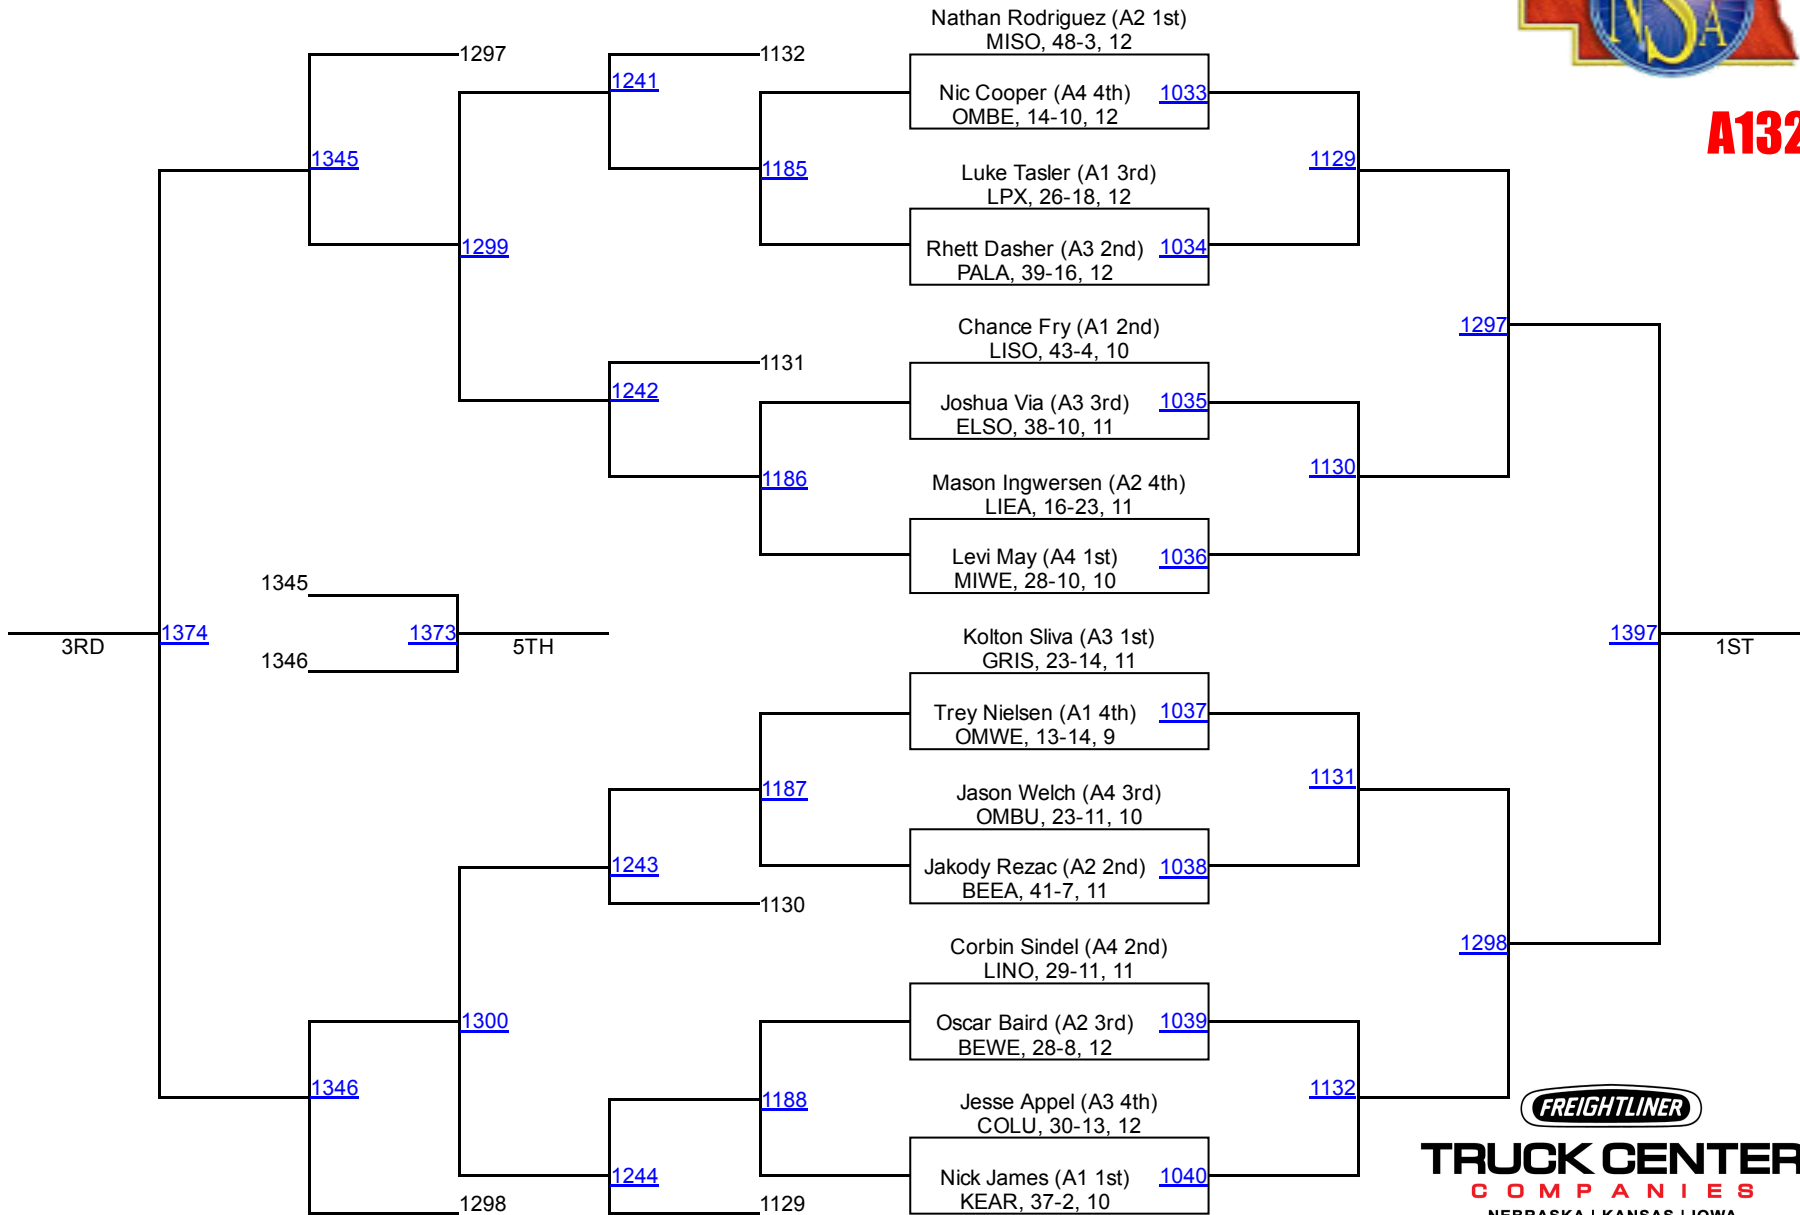 Nathan Rodriguez (A2 1st)
MISO, 48-3, 12
NSA
1297
1132
1241
Nic Cooper (A4 4th)
1033
OMBE, 14-10, 12
A132
1345
1185
Luke Tasler (A1 3rd)
LPX, 26-18, 12
1129
1299
Rhett Dasher (A3 2nd)
1034
PALA, 39-16, 12
Chance Fry (A1 2nd)
LISO, 43-4, 10
1297
1131
1242
Joshua Via (A3 3rd)
1035
ELSO, 38-10, 11
1186
Mason Ingwersen (A2 4th)
LIEA, 16-23, 11
1130
Levi May (A4 1st)
1036
MIWE, 28-10, 10
1345
3RD
1374
1373
5TH
Kolton Sliva (A3 1st)
GRIS, 23-14, 11
1397
1ST
1346
Trey Nielsen (A1 4th)
1037
OMWE, 13-14, 9
1187
Jason Welch (A4 3rd)
OMBU, 23-11, 10
1131
1243
Jakody Rezac (A2 2nd)
1038
BEEA, 41-7, 11
1130
Corbin Sindel (A4 2nd)
LINO, 29-11, 11
1298
1300
Oscar Baird (A2 3rd)
1039
BEWE, 28-8, 12
1346
1188
Jesse Appel (A3 4th)
COLU, 30-13, 12
1132
FREIGHTLINER
TRUCK CENTER
COMPANIES
NEBRASKA | KANSAS | IOWA
1244
Nick James (A1 1st)
1040
KEAR, 37-2, 10
1298
1129